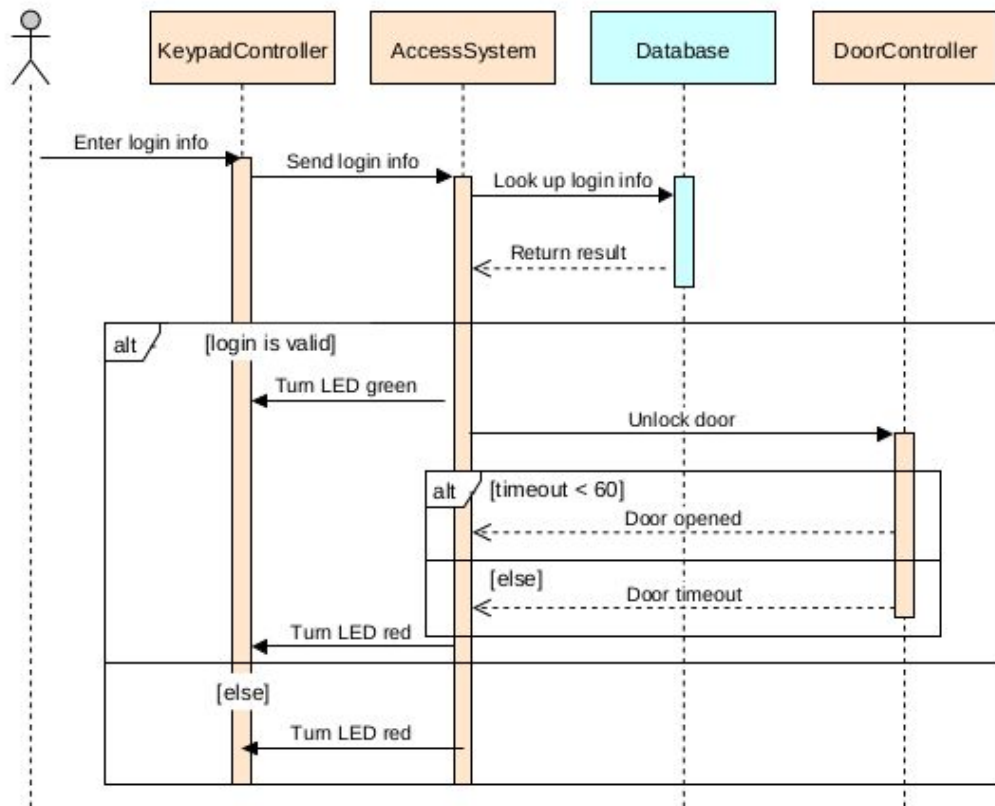 KeypadController
AccessSystem
Database
DoorController
Enter login info
Send login info
Look up login info
Return result
alt
[login is valid]
Turn LED green
Unlock door
alt
[timeout < 60]
Door opened
[else]
Door timeout
Turn LED red
[else]
Turn LED red